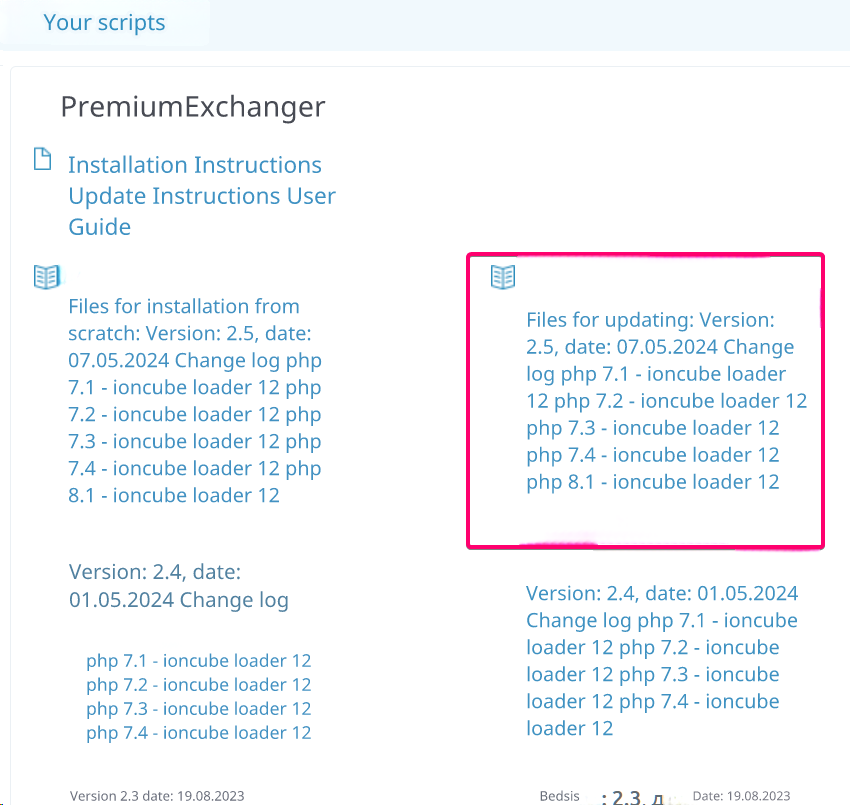 Your scripts
PremiumExchanger
Installation Instructions
Update Instructions User
Guide
Files for installation from
scratch: Version: 2.5, date:
07.05.2024 Change log php
7.1 - ioncube loader 12 php
7.2 - ioncube loader 12 php
7.3 - ioncube loader 12 php
7.4 - ioncube loader 12 php
8.1 - ioncube loader 12
Files for updating: Version:
2.5, date: 07.05.2024 Change
log php 7.1 - ioncube loader
12 php 7.2 - ioncube loader 12
php 7.3 - ioncube loader 12
php 7.4 - ioncube loader 12
php 8.1 - ioncube loader 12
Version: 2.4, date:
01.05.2024 Change log
php 7.1 - ioncube loader 12
php 7.2 - ioncube loader 12
php 7.3 - ioncube loader 12
php 7.4 - ioncube loader 12
Version: 2.4, date: 01.05.2024
Change log php 7.1 - ioncube
loader 12 php 7.2 - ioncube
loader 12 php 7.3 - ioncube
loader 12 php 7.4 - ioncube
loader 12
Version 2.3 date: 19.08.2023
Bedsis : 2.3, Date: 19.08.2023